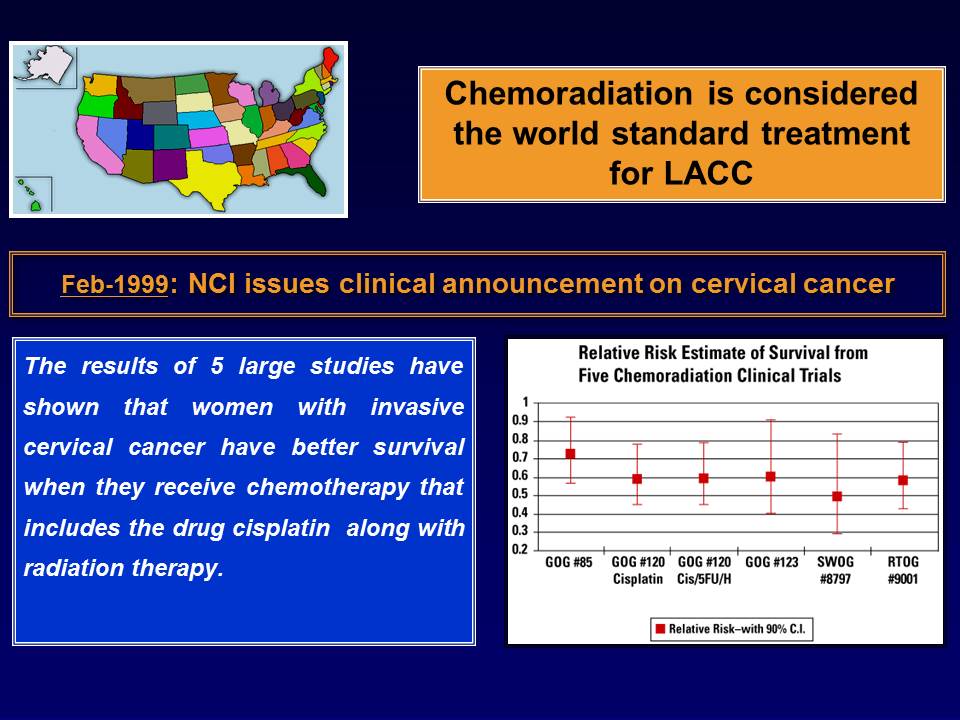 Chemoradiation is considered
the world standard treatment
for LACC
Feb-1999: NCI issues clinical announcement on cervical cancer
The results of 5 large studies have
shown that women with invasive
cervical cancer have better survival
when they receive chemotherapy that
includes the drug cisplatin along with
radiation therapy.
Relative Risk Estimate of Survival from
Five Chemoradiation Clinical Trials
1
0.9
0.8
0.7
0.6
0.5
0.4
0.3
0.2
GOG #85 GOG #120 GOG #120 GOG #123 SWOG RTOG
Cisplatin Cis/5FU/H #8797 #9001
Relative Risk–with 90% C.I.